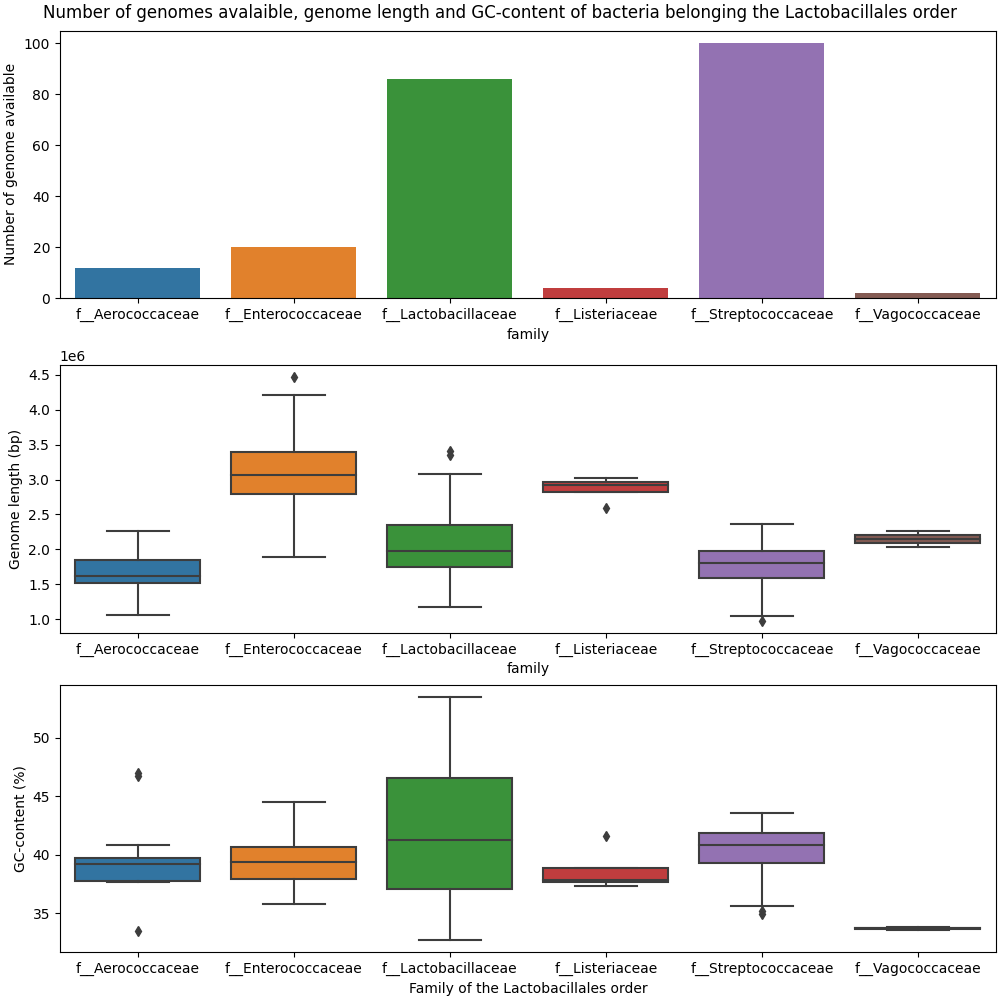 Number of genomes avalaible, genome length and GC-content of bacteria belonging the Lactobacillales order
Number of genome available
100
80
60
40
20
0
f__Aerococcaceae f__Enterococcaceae f__Lactobacillaceae f__Listeriaceae f__Streptococcaceae f__Vagococcaceae
family
1e6
Genome length (bp)
4.5
4.0
3.5
3.0
2.5
2.0
1.5
1.0
f__Aerococcaceae f__Enterococcaceae f__Lactobacillaceae f__Listeriaceae f__Streptococcaceae f__Vagococcaceae
family
GC-content (%)
50
45
40
35
f__Aerococcaceae f__Enterococcaceae f__Lactobacillaceae f__Listeriaceae f__Streptococcaceae f__Vagococcaceae
Family of the Lactobacillales order